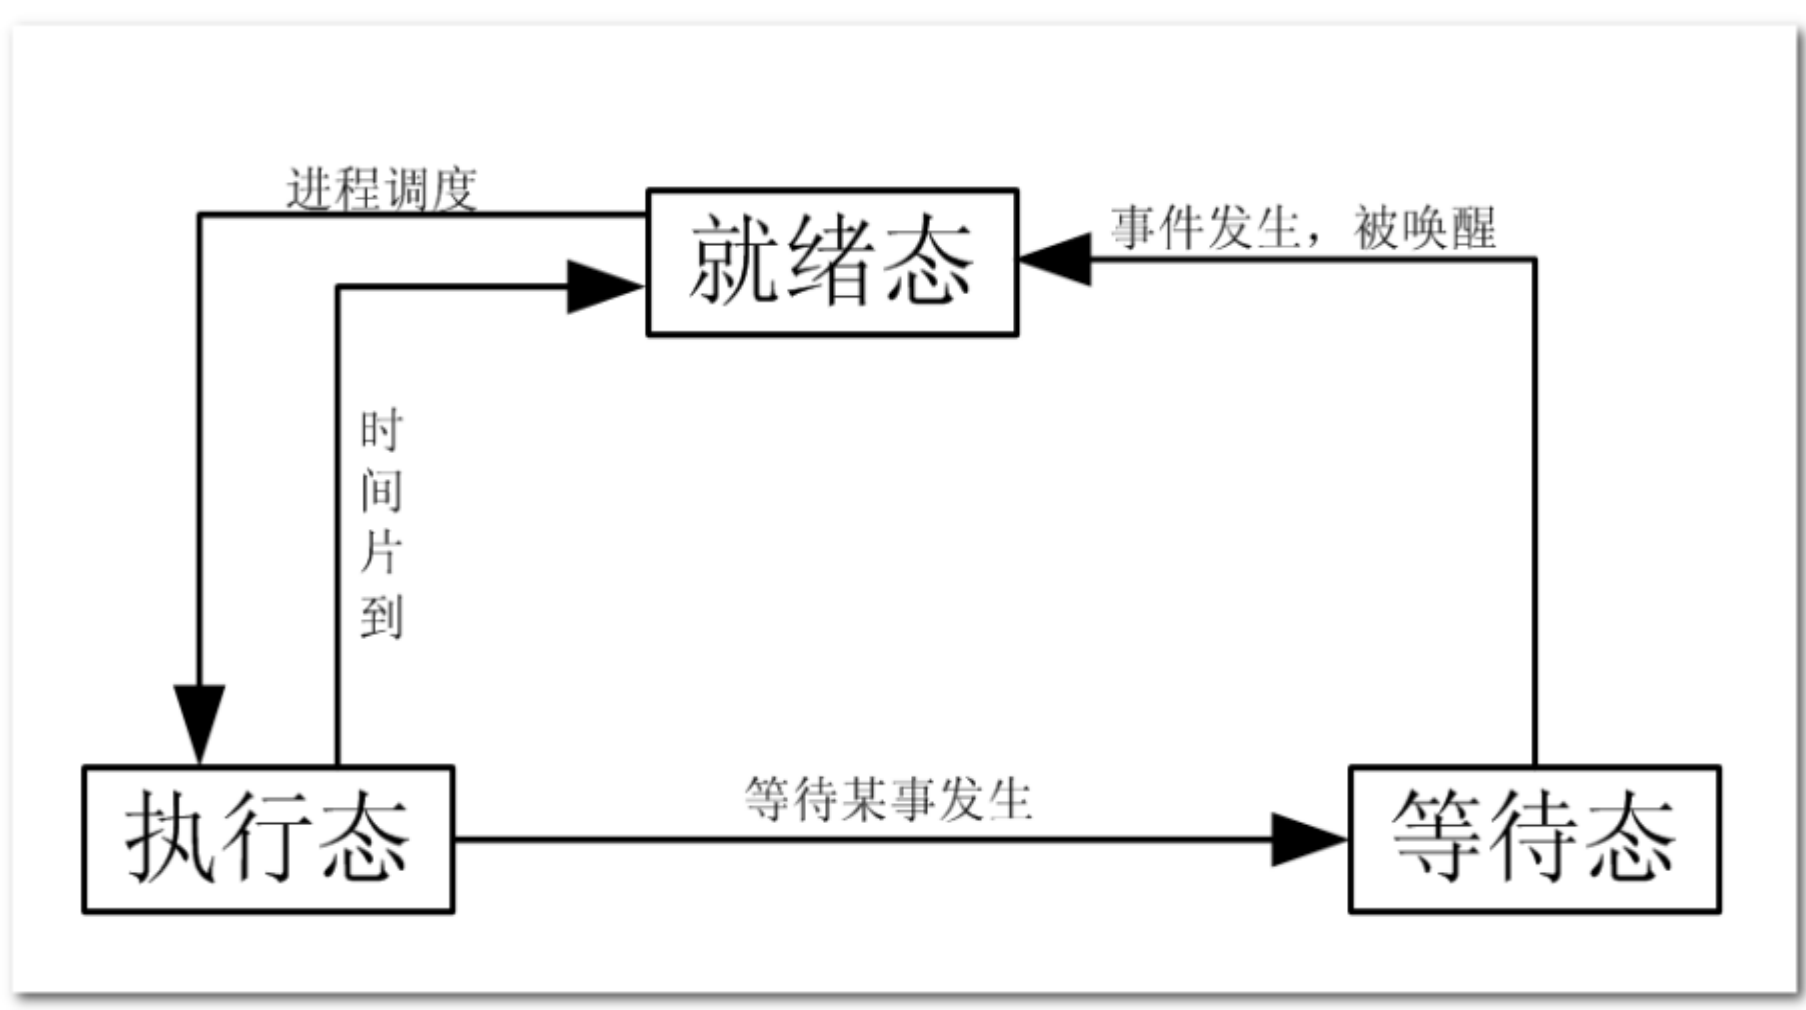 进程调度
就绪态
事件发生，被唤醒
时间片到
执行态
等待某事发生
等待态